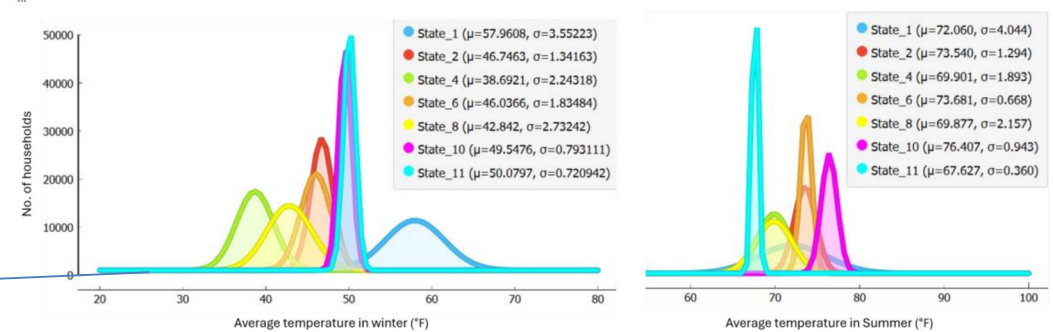 ...
50000
40000
30000
20000
10000
0
No. of households
State_1 (μ=57.9608, σ=3.55223)
State_2 (μ=46.7463, σ=1.34163)
State_4 (μ=38.6921, σ=2.24318)
State_6 (μ=46.0366, σ=1.83484)
State_8 (μ=42.842, σ=2.73242)
State_10 (μ=49.5476, σ=0.793111)
State_11 (μ=50.0797, σ=0.720942)
20 30 40 50 60 70 80
Average temperature in winter (°F)
State_1 (μ=72.060, σ=4.044)
State_2 (μ=73.540, σ=1.294)
State_4 (μ=69.901, σ=1.893)
State_6 (μ=73.681, σ=0.668)
State_8 (μ=69.877, σ=2.157)
State_10 (μ=76.407, σ=0.943)
State_11 (μ=67.627, σ=0.360)
60 70 80 90 100
Average temperature in Summer (°F)